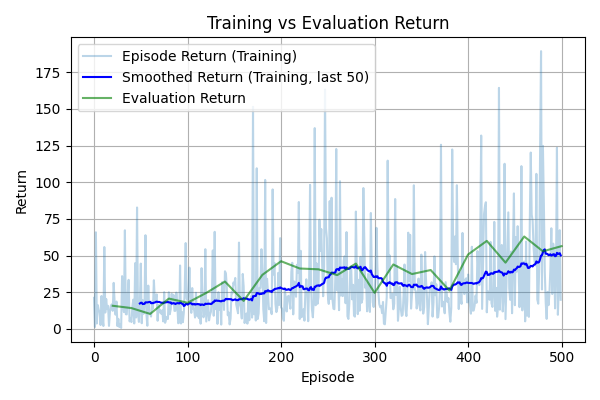 Training vs Evaluation Return
Episode Return (Training)
Smoothed Return (Training, last 50)
Evaluation Return
Return
175
150
125
100
75
50
25
0
0
100
200
300
400
500
Episode